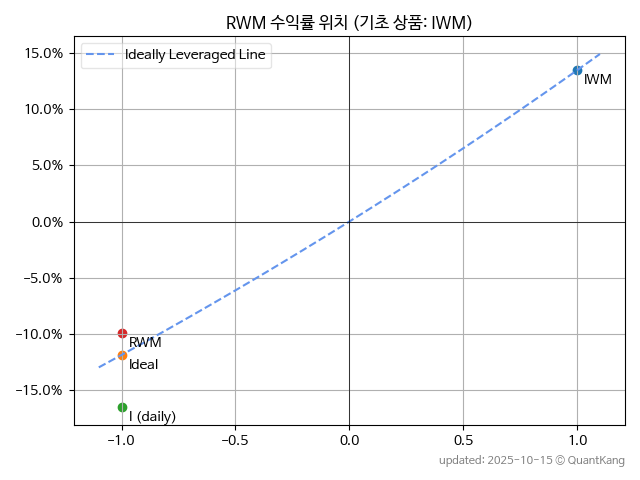 RWM 수익률 위치 (기초 상품: IWM)
Ideally Leveraged Line
15.0%
10.0%
5.0%
0.0%
−5.0%
−10.0%
−15.0%
IWM
RWM
Ideal
I (daily)
−1.0
−0.5
0.0
0.5
1.0
updated: 2025-10-15 © QuantKang